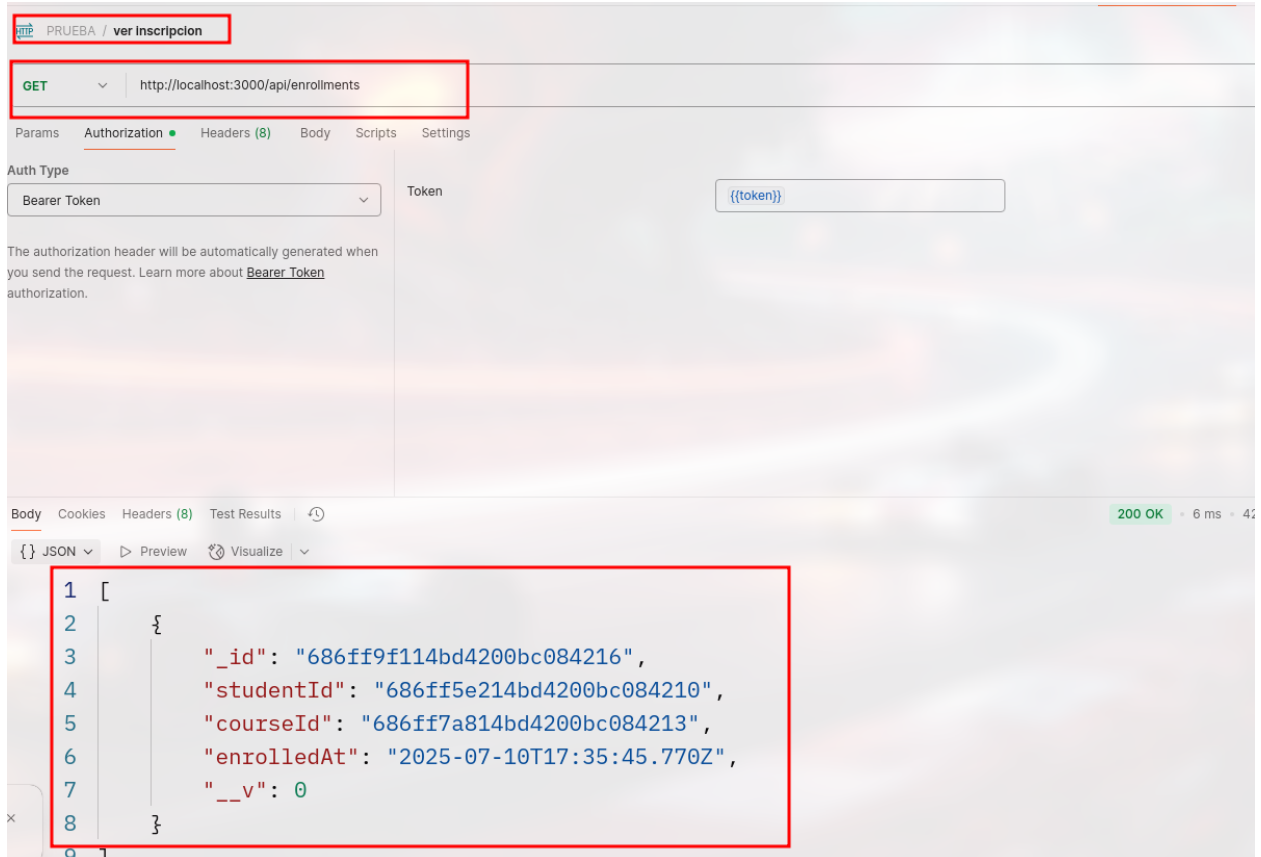 HTTP PRUEBA / ver inscripcion
GET http://localhost:3000/api/enrollments
Params Authorization Headers (8) Body Scripts Settings
Auth Type
Bearer Token
Token {{token}}
The authorization header will be automatically generated when
you send the request. Learn more about Bearer Token
authorization.
Body Cookies Headers (8) Test Results 200 OK 6 ms 42
{} JSON Preview Visualize
1 [
2 {
3 "_id": "686ff9f114bd4200bc084216",
4 "studentId": "686ff5e214bd4200bc084210",
5 "courseId": "686ff7a814bd4200bc084213",
6 "enrolledAt": "2025-07-10T17:35:45.770Z",
7 "__v": 0
8 }
9 ]